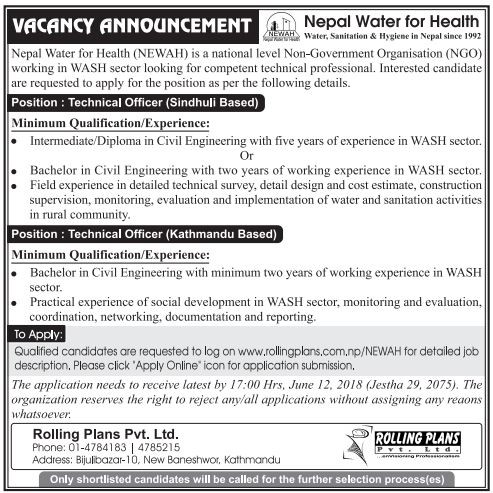 VACANCY ANNOUNCEMENT
NEWAH
Nepal Water for Health
Nepal Water for Health
Water, Sanitation & Hygiene in Nepal since 1992
Nepal Water for Health (NEWAH) is a national level Non-Government Organisation (NGO)
working in WASH sector looking for competent technical professional. Interested candidate
are requested to apply for the position as per the following details.
Position : Technical Officer (Sindhuli Based)
Minimum Qualification/Experience:
• Intermediate/Diploma in Civil Engineering with five years of experience in WASH sector.
Or
• Bachelor in Civil Engineering with two years of working experience in WASH sector.
• Field experience in detailed technical survey, detail design and cost estimate, construction
supervision, monitoring, evaluation and implementation of water and sanitation activities
in rural community.
Position : Technical Officer (Kathmandu Based)
Minimum Qualification/Experience:
• Bachelor in Civil Engineering with minimum two years of working experience in WASH
sector.
• Practical experience of social development in WASH sector, monitoring and evaluation,
coordination, networking, documentation and reporting.
To Apply:
Qualified candidates are requested to log on www.rollingplans.com.np/NEWAH for detailed job
description. Please click "Apply Online" icon for application submission.
The application needs to receive latest by 17:00 Hrs, June 12, 2018 (Jestha 29, 2075). The
organization reserves the right to reject any/all applications without assigning any reaons
whatsoever.
Rolling Plans Pvt. Ltd.
Phone: 01-4784183 | 4785215
Address: Bijulibazar-10, New Baneshwor, Kathmandu
ROLLING PLANS
Pvt. Ltd.
...envisioning Professionalism
Only shortlisted candidates will be called for the further selection process(es)